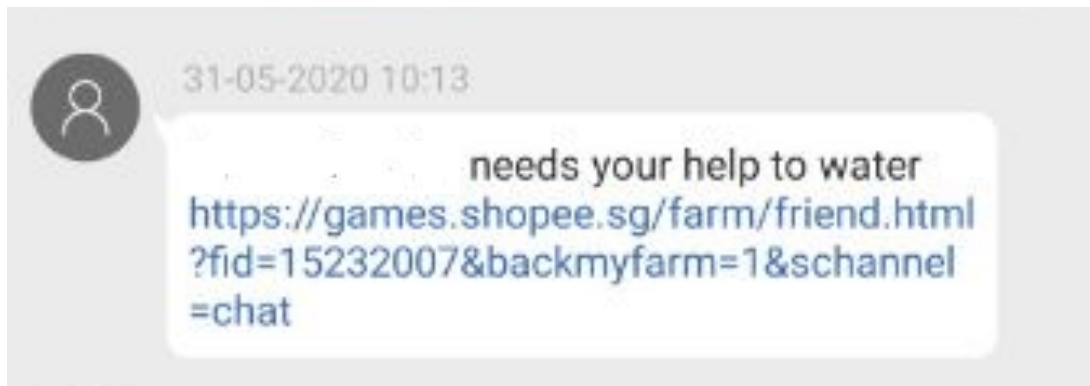 31-05-2020 10:13
needs your help to water
https://games.shopee.sg/farm/friend.html
?fid=15232007&backmyfarm=1&schannel
=chat